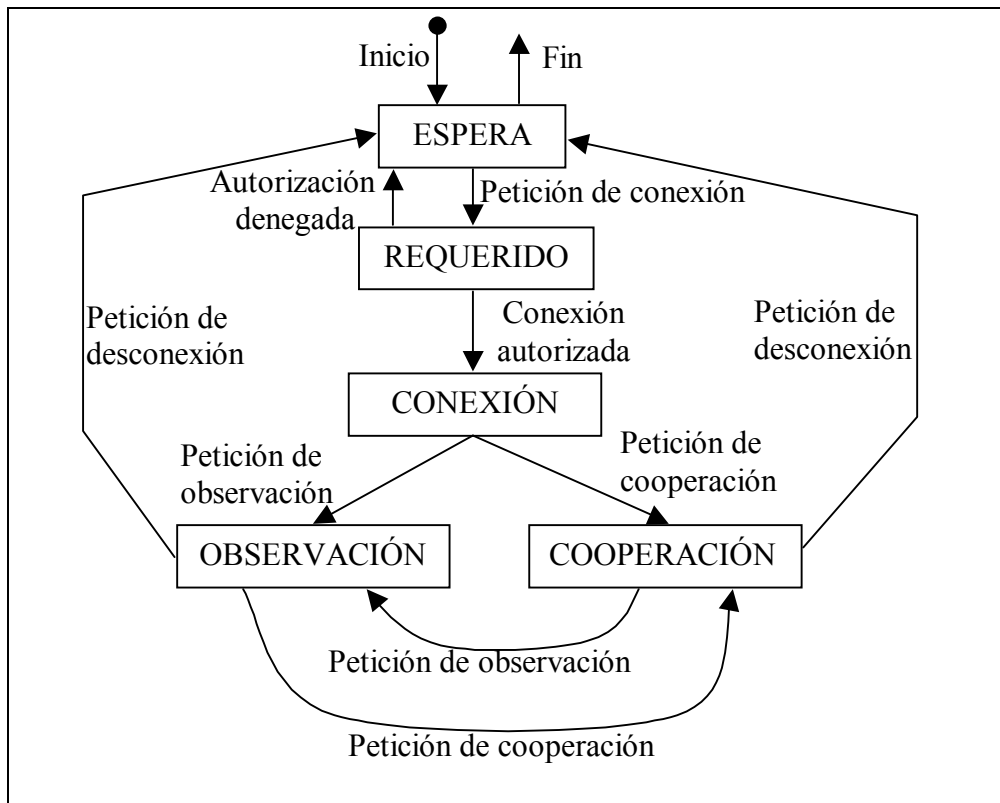 Inicio
Fin
ESPERA
Autorización
denegada
Petición de conexión
REQUERIDO
Petición de
desconexión
Conexión
autorizada
Petición de
desconexión
CONEXIÓN
Petición de
observación
Petición de
cooperación
OBSERVACIÓN
COOPERACIÓN
Petición de observación
Petición de cooperación